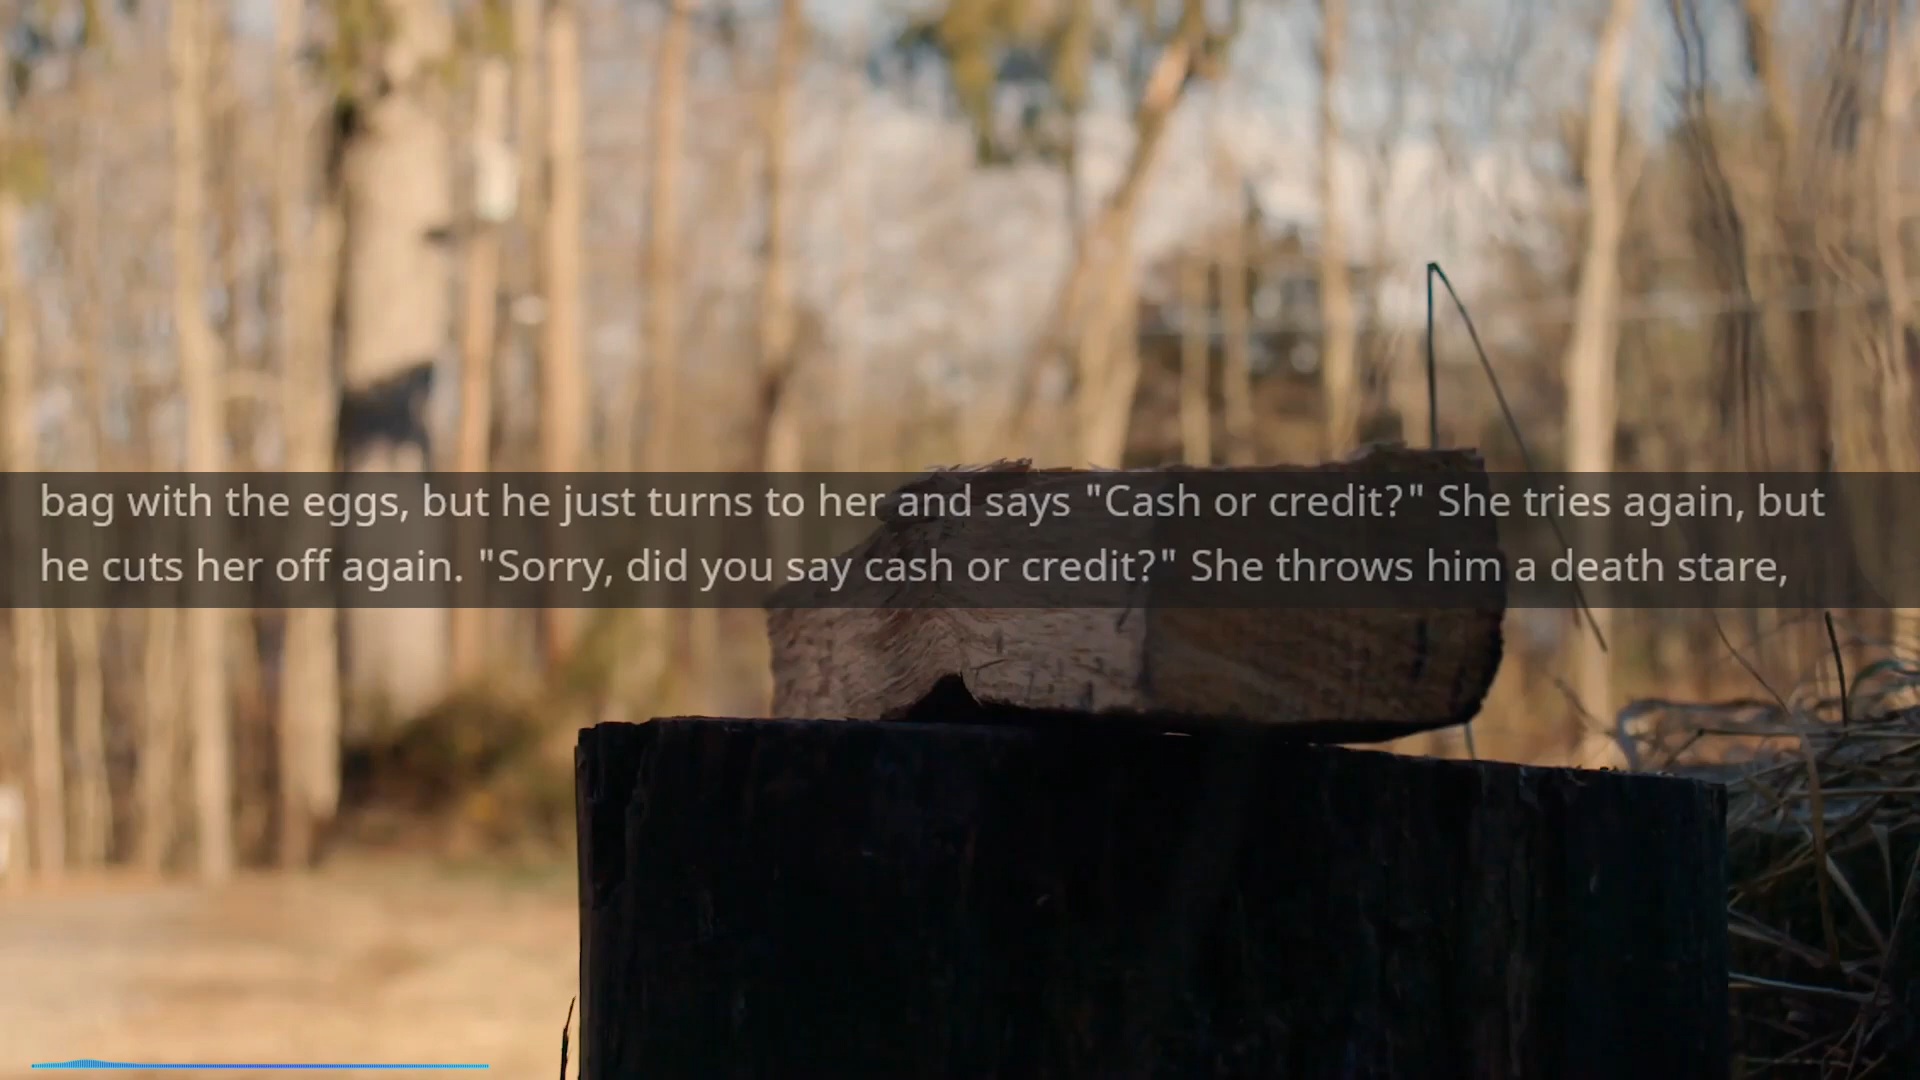 bag with the eggs, but he just turns to her and says "Cash or credit?" She tries again, but
he cuts her off again. "Sorry, did you say cash or credit?" She throws him a death stare,